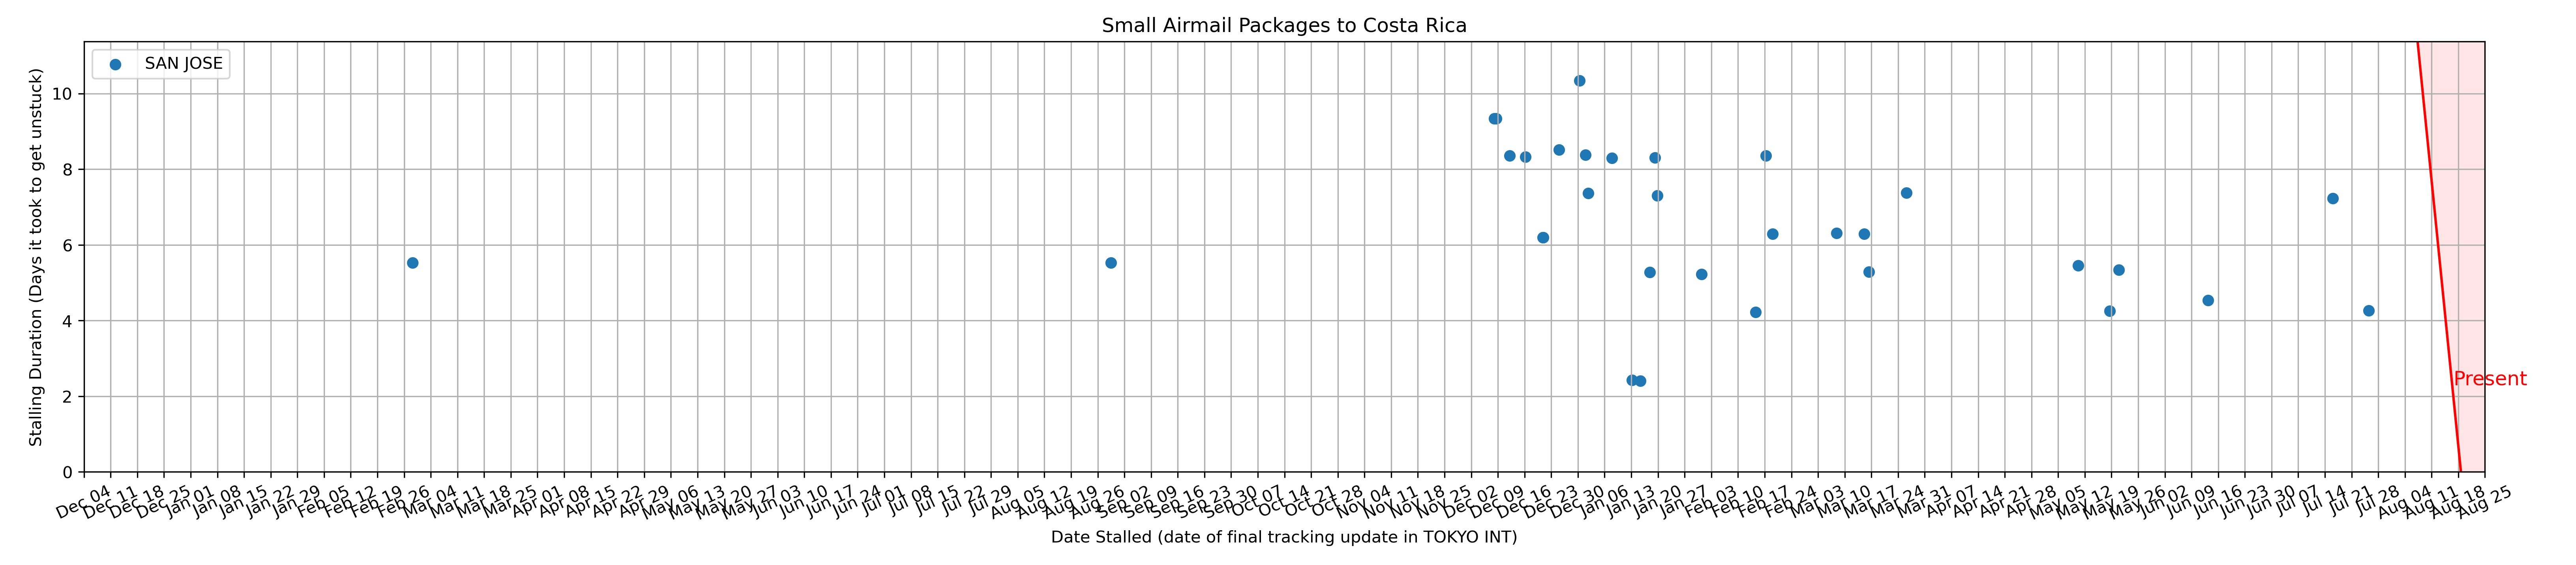 Small Airmail Packages to Costa Rica
SAN JOSE
Stalling Duration (Days it took to get unstuck)
10
8
6
4
2
0
Present
Dec 04
Dec 11
Dec 18
Dec 25
Jan 01
Jan 08
Jan 15
Jan 22
Jan 29
Feb 05
Feb 12
Feb 19
Feb 26
Mar 04
Mar 11
Mar 18
Mar 25
Apr 01
Apr 08
Apr 15
Apr 22
Apr 29
May 06
May 13
May 20
May 27
Jun 03
Jun 10
Jun 17
Jun 24
Jul 01
Jul 08
Jul 15
Jul 22
Jul 29
Aug 05
Aug 12
Aug 19
Aug 26
Sep 02
Sep 09
Sep 16
Sep 23
Sep 30
Oct 07
Oct 14
Oct 21
Oct 28
Nov 04
Nov 11
Nov 18
Nov 25
Dec 02
Dec 09
Dec 16
Dec 23
Dec 30
Jan 06
Jan 13
Jan 20
Jan 27
Feb 03
Feb 10
Feb 17
Feb 24
Mar 03
Mar 10
Mar 17
Mar 24
Mar 31
Apr 07
Apr 14
Apr 21
Apr 28
May 05
May 12
May 19
May 26
Jun 02
Jun 09
Jun 16
Jun 23
Jun 30
Jul 07
Jul 14
Jul 21
Jul 28
Aug 04
Aug 11
Aug 18
Aug 25
Date Stalled (date of final tracking update in TOKYO INT)